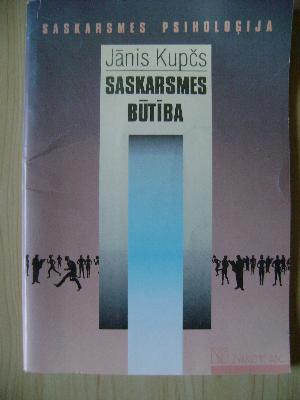 SASKARSMES PSIHOLOĢIJA
Jānis Kupčs
SASKARSMES
BŪTĪBA